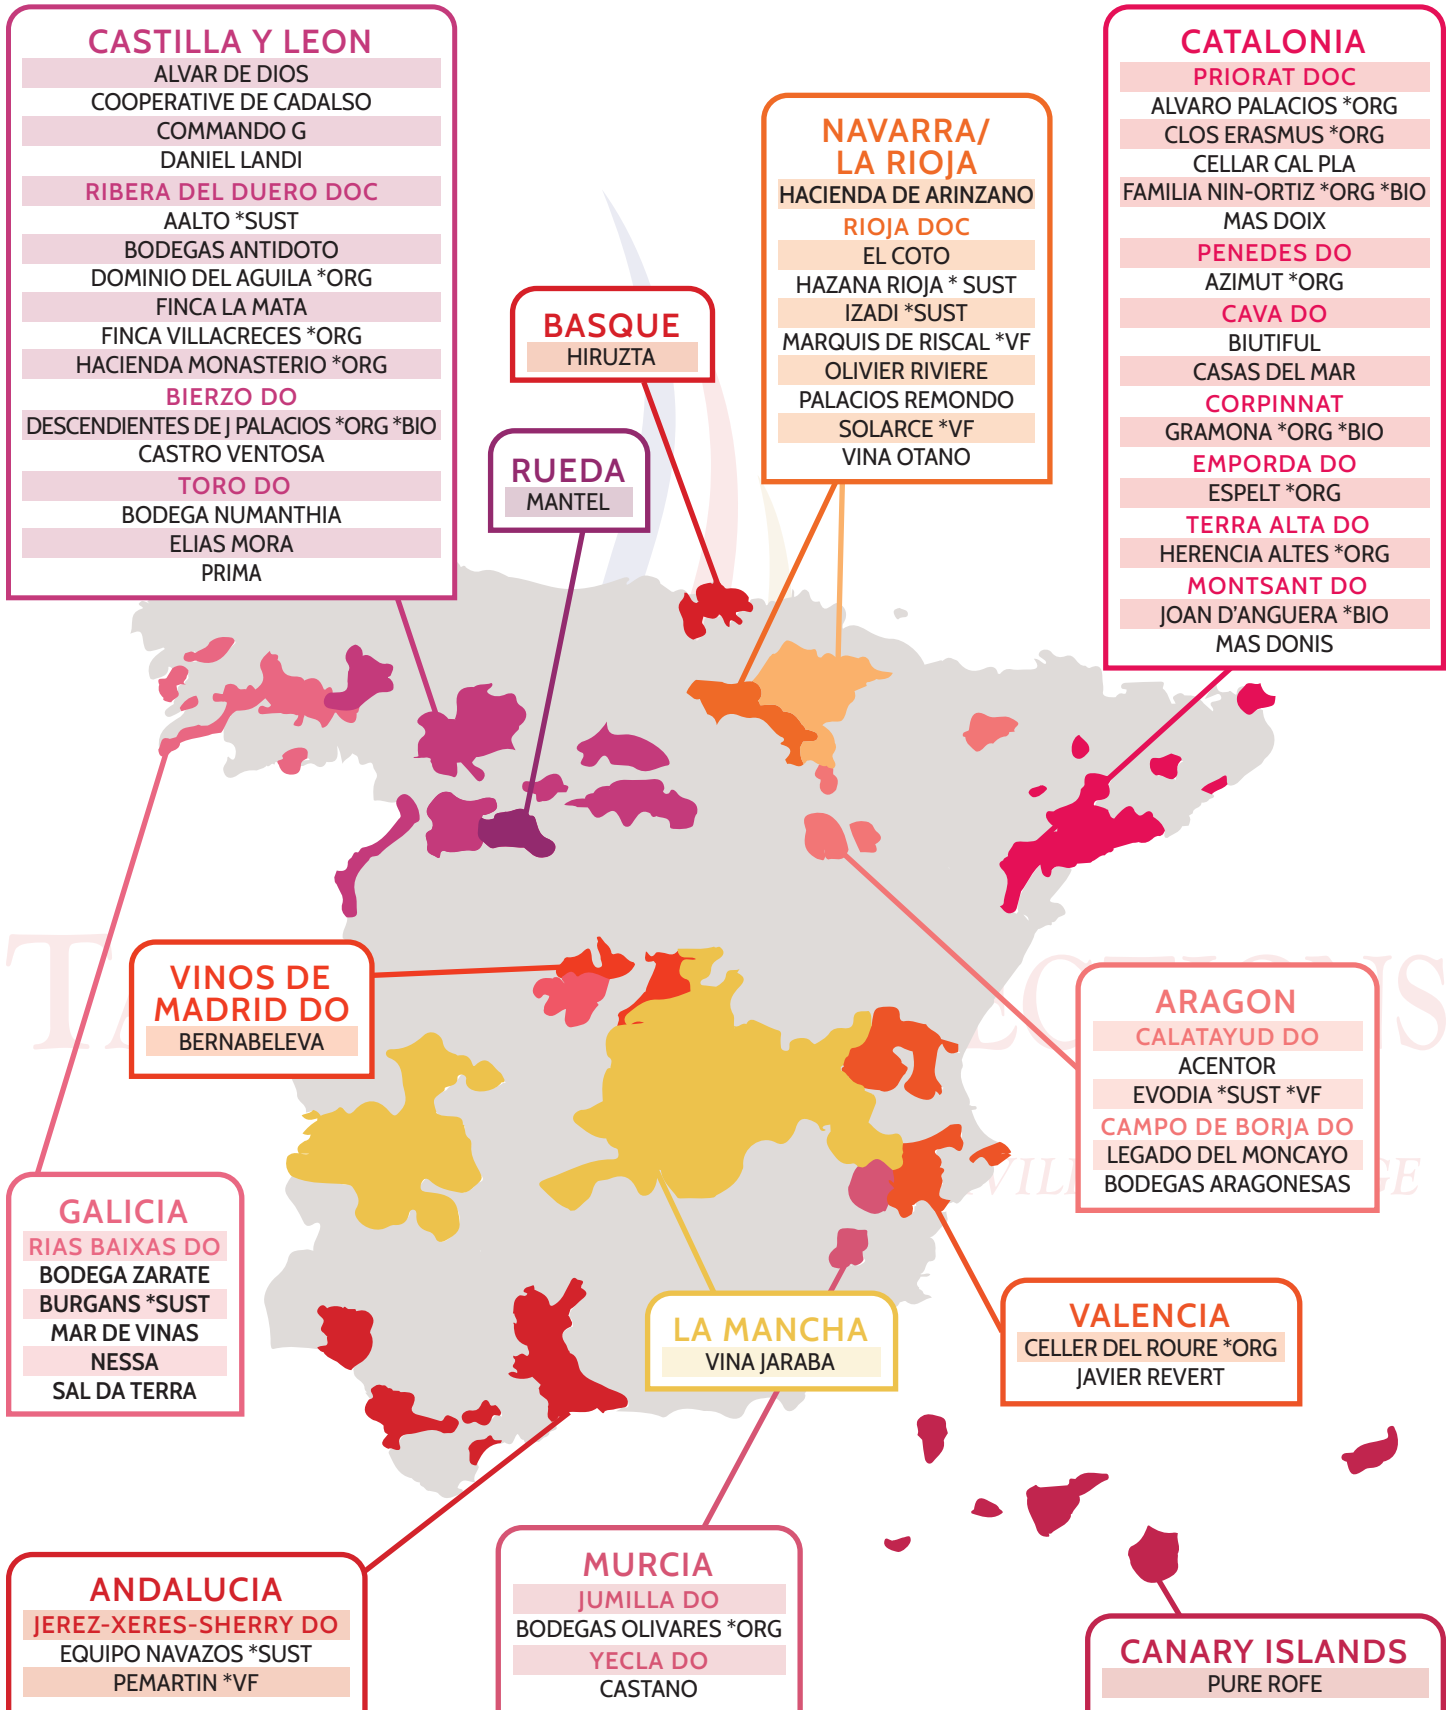 CASTILLA Y LEON
ALVAR DE DIOS
COOPERATIVE DE CADALSO
COMMANDO G
DANIEL LANDI
RIBERA DEL DUERO DOC
AALTO *SUST
BODEGAS ANTIDOTO
DOMINIO DEL AGUILA *ORG
FINCA LA MATA
FINCA VILLACRECES *ORG
HACIENDA MONASTERIO *ORG
BIERZO DO
DESCENDIENTES DE J PALACIOS *ORG *BIO
CASTRO VENTOSA
TORO DO
BODEGA NUMANTHIA
ELIAS MORA
PRIMA
BASQUE
HIRUZTA
RUEDA
MANTEL
NAVARRA/
LA RIOJA
HACIENDA DE ARINZANO
RIOJA DOC
EL COTO
HAZANA RIOJA * SUST
IZADI *SUST
MARQUIS DE RISCAL *VF
OLIVIER RIVIERE
PALACIOS REMONDO
SOLARCE *VF
VINA OTANO
CATALONIA
PRIORAT DOC
ALVARO PALACIOS *ORG
CLOS ERASMUS *ORG
CELLAR CAL PLA
FAMILIA NIN-ORTIZ *ORG *BIO
MAS DOIX
PENEDES DO
AZIMUT *ORG
CAVA DO
BIUTIFUL
CASAS DEL MAR
CORPINNAT
GRAMONA *ORG *BIO
EMPORDA DO
ESPELT *ORG
TERRA ALTA DO
HERENCIA ALTES *ORG
MONTSANT DO
JOAN D'ANGUERA *BIO
MAS DONIS
VINOS DE
MADRID DO
BERNABELEVA
ARAGON
CALATAYUD DO
ACENTOR
EVODIA *SUST *VF
CAMPO DE BORJA DO
LEGADO DEL MONCAYO
BODEGAS ARAGONESAS
GALICIA
RIAS BAIXAS DO
BODEGA ZARATE
BURGANS *SUST
MAR DE VINAS
NESSA
SAL DA TERRA
LA MANCHA
VINA JARABA
VALENCIA
CELLER DEL ROURE *ORG
JAVIER REVERT
ANDALUCIA
JEREZ-XERES-SHERRY DO
EQUIPO NAVAZOS *SUST
PEMARTIN *VF
MURCIA
JUMILLA DO
BODEGAS OLIVARES *ORG
YECLA DO
CASTANO
CANARY ISLANDS
PURE ROFE